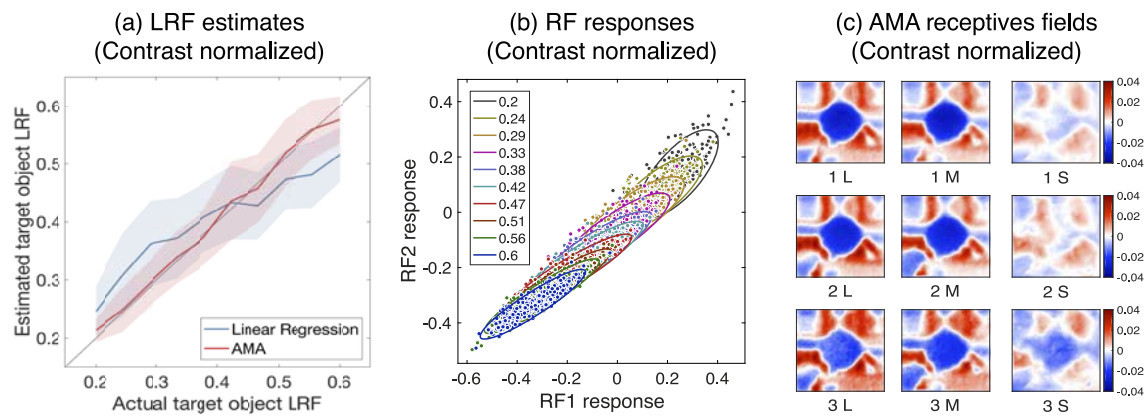 (a) LRF estimates
(Contrast normalized)
0.6
0.5
0.4
0.3
0.2
Estimated target object LRF
Linear Regression
AMA
0.2 0.3 0.4 0.5 0.6
Actual target object LRF
(b) RF responses
(Contrast normalized)
0.4
0.2
0
-0.2
-0.4
RF2 response
0.2
0.24
0.29
0.33
0.38
0.42
0.47
0.51
0.56
0.6
-0.6 -0.4 -0.2 0 0.2 0.4
RF1 response
(c) AMA receptives fields
(Contrast normalized)
0.04
0.02
0
-0.02
-0.04
1 L 1 M 1 S
0.04
0.02
0
-0.02
-0.04
2 L 2 M 2 S
0.04
0.02
0
-0.02
-0.04
3 L 3 M 3 S